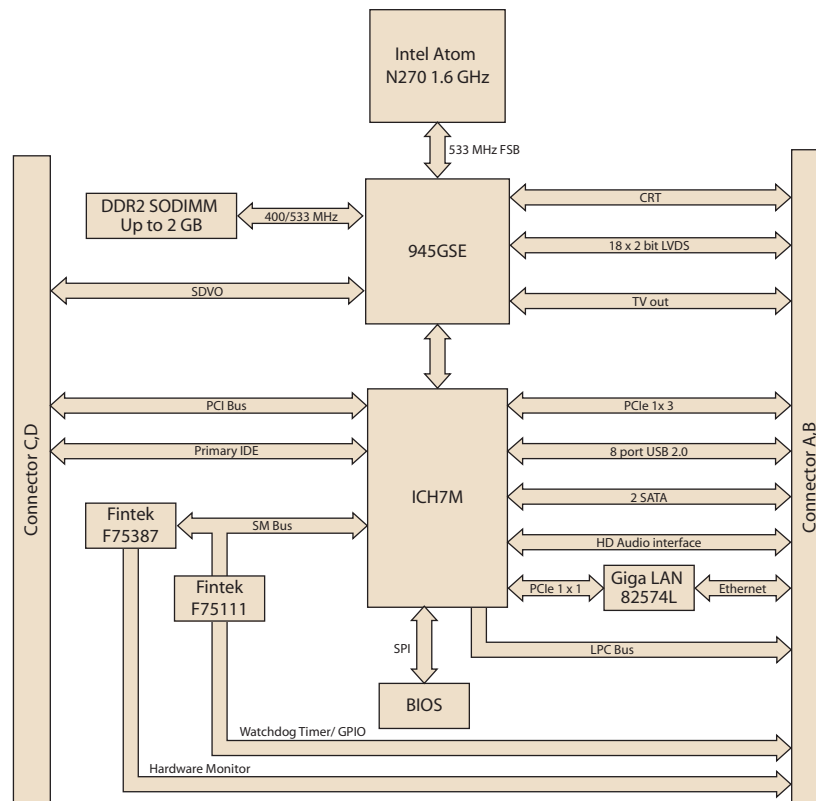 Intel Atom
N270 1.6 GHz
533 MHz FSB
DDR2 SODIMM
Up to 2 GB
400/533 MHz
945GSE
CRT
18 x 2 bit LVDS
SDVO
TV out
PCI Bus
PCIe 1x 3
Primary IDE
8 port USB 2.0
Connector C,D
Connector A,B
ICH7M
2 SATA
Fintek
F75387
SM Bus
HD Audio interface
Fintek
F75111
PCIe 1 x 1
Giga LAN
82574L
Ethernet
SPI
LPC Bus
BIOS
Watchdog Timer/ GPIO
Hardware Monitor